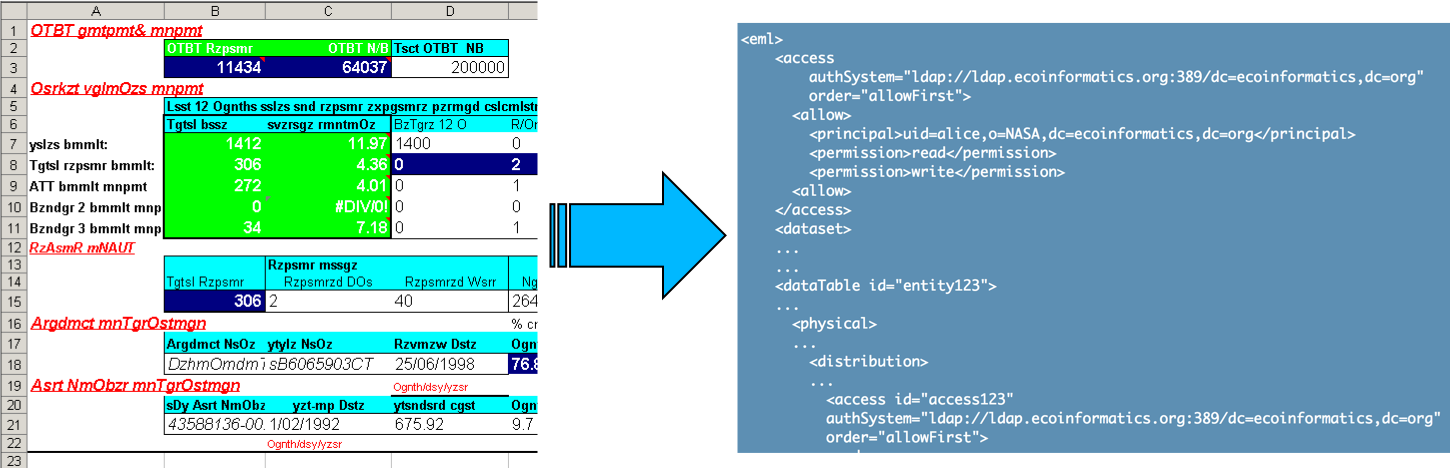 A B C D
1 OTBT gmtpmt& mnpmt
2 OTBT Rzpsmr OTBT N/B Tsct OTBT NB
3 11434 64037 200000
4 Osrkzt vglmOzs mnpmt
5 Lsst 12 Ognths sslzs snd rzpsmr zxpgsmrz pzrmgd cslcmlstm
6 Tgtsl bssz svzrsgz rmntmOz BzTgrz 12 O R/Or
7 yslzs bmmlt: 1412 11.97 1400 0
8 Tgtsl rzpsmr bmmlt: 306 4.36 0 2
9 ATT bmmlt mnpmt 272 4.01 0 1
10 Bzndgr 2 bmmlt mnp 0 #DIV/0! 0 0
11 Bzndgr 3 bmmlt mnp 34 7.18 0 1
12 RzAsmR mNAUT
13 Rzpsmr mssgz
14 Tgtsl Rzpsmr Rzpsmrzd DOs Rzpsmrzd Wsrr Ng
15 306 2 40 264
16 Argdmct mnTgrOstmgn % cr
17 Argdmct NsOz ytylz NsOz Rzvmzw Dstz Ogn
18 DzhmOmdm sB6065903CT 25/06/1998 76.8
19 Asrt NmObzr mnTgrOstmgn Ognth/dsy/yzsr
20 sDy Asrt NmObz yzt-mp Dstz ytsndsrd cgst Ogn
21 43588136-00. 1/02/1992 675.92 9.7
22 Ognth/dsy/yzsr
23
<eml>
<access
authSystem="ldap://ldap.ecoinformatics.org:389/dc=ecoinformatics,dc=org"
order="allowFirst">
<allow>
<principal>uid=alice,o=NASA,dc=ecoinformatics,dc=org</principal>
<permission>read</permission>
<permission>write</permission>
<allow>
</access>
<dataset>
...
...
<dataTable id="entity123">
...
<physical>
...
<distribution>
...
<access id="access123"
authSystem="ldap://ldap.ecoinformatics.org:389/dc=ecoinformatics,dc=org"
order="allowFirst">